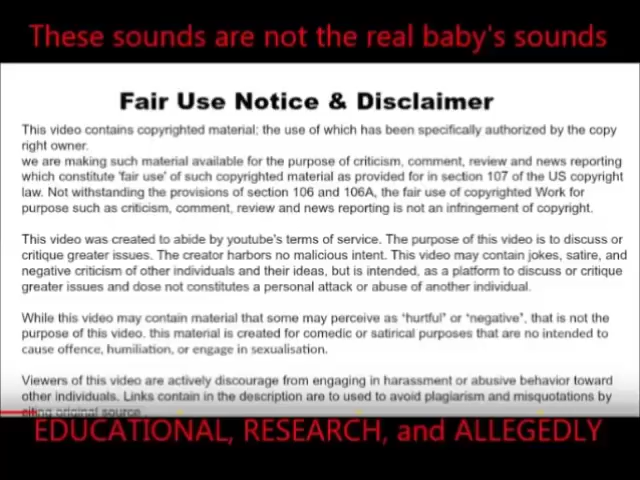 These sounds are not the real baby's sounds
Fair Use Notice & Disclaimer
This video contains copyrighted material; the use of which has been specifically authorized by the copy
right owner.
we are making such material available for the purpose of criticism, comment, review and news reporting
which constitute 'fair use' of such copyrighted material as provided for in section 107 of the US copyright
law. Not withstanding the provisions of section 106 and 106A, the fair use of copyrighted Work for
purpose such as criticism, comment, review and news reporting is not an infringement of copyright.
This video was created to abide by youtube's terms of service. The purpose of this video is to discuss or
critique greater issues. The creator harbors no malicious intent. This video may contain jokes, satire, and
negative criticism of other individuals and their ideas, but is intended, as a platform to discuss or critique
greater issues and dose not constitutes a personal attack or abuse of another individual.
While this video may contain material that some may perceive as “hurtful” or “negative”, that is not the
purpose of this video. this material is created for comedic or satirical purposes that are no intended to
cause offence, humiliation, or engage in sexualisation.
Viewers of this video are actively discourage from engaging in harassment or abusive behavior toward
other individuals. Links contain in the description are to used to avoid plagiarism and misquotations by
citing original source .
EDUCATIONAL, RESEARCH, and ALLEGEDLY